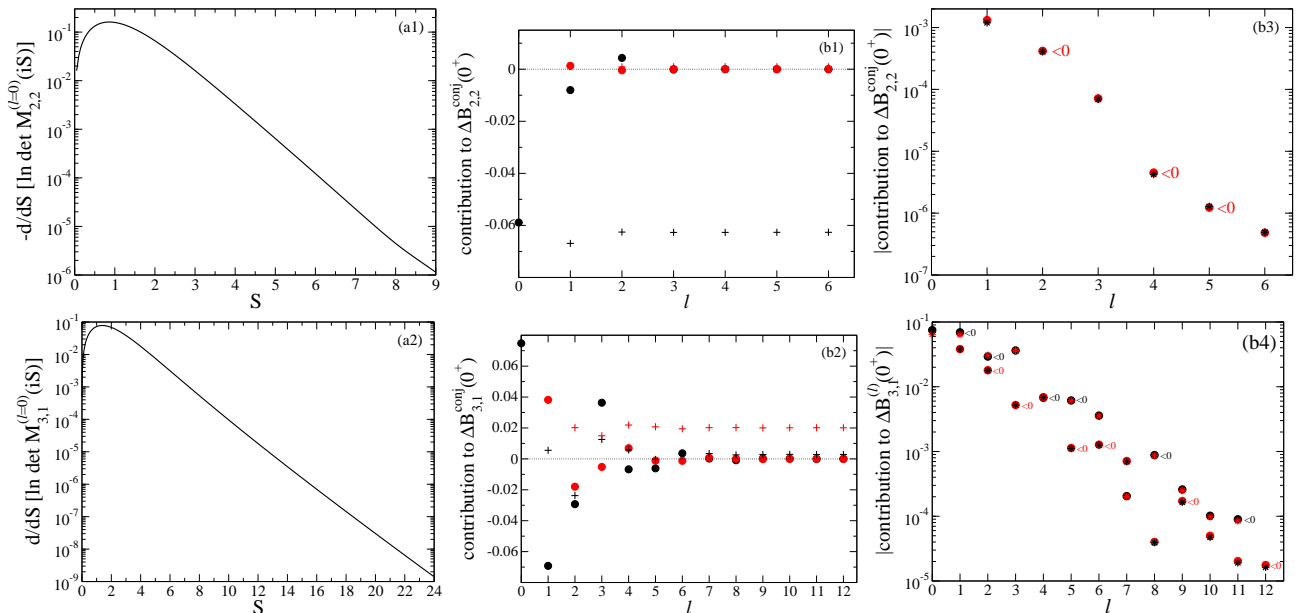 (a1)
-d/dS [ln det M_{2,2}^{(l=0)}(iS)]
10^{-1}
10^{-2}
10^{-3}
10^{-4}
10^{-5}
10^{-6}
0 1 2 3 4 5 6 7 8 9
S
(b1)
contribution to ΔB_{2,2}^{conj}(0^+)
0
-0.02
-0.04
-0.06
0 1 2 3 4 5 6
l
(b3)
|contribution to ΔB_{2,2}^{conj}(0^+)|
10^{-3}
10^{-4}
10^{-5}
10^{-6}
10^{-7}
<0
<0
<0
0 1 2 3 4 5 6
l
(a2)
d/dS [ln det M_{3,1}^{(l=0)}(iS)]
10^{-1}
10^{-2}
10^{-3}
10^{-4}
10^{-5}
10^{-6}
10^{-7}
10^{-8}
10^{-9}
0 2 4 6 8 10 12 14 16 18 20 22 24
S
(b2)
contribution to ΔB_{3,1}^{conj}(0^+)
0.06
0.04
0.02
0
-0.02
-0.04
-0.06
0 1 2 3 4 5 6 7 8 9 10 11 12
l
(b4)
|contribution to ΔB_{3,1}^{(l)}(0^+)|
10^{-1}
10^{-2}
10^{-3}
10^{-4}
10^{-5}
<0
<0
<0
<0
<0
<0
<0
<0
<0
<0
<0
<0
0 1 2 3 4 5 6 7 8 9 10 11 12
l